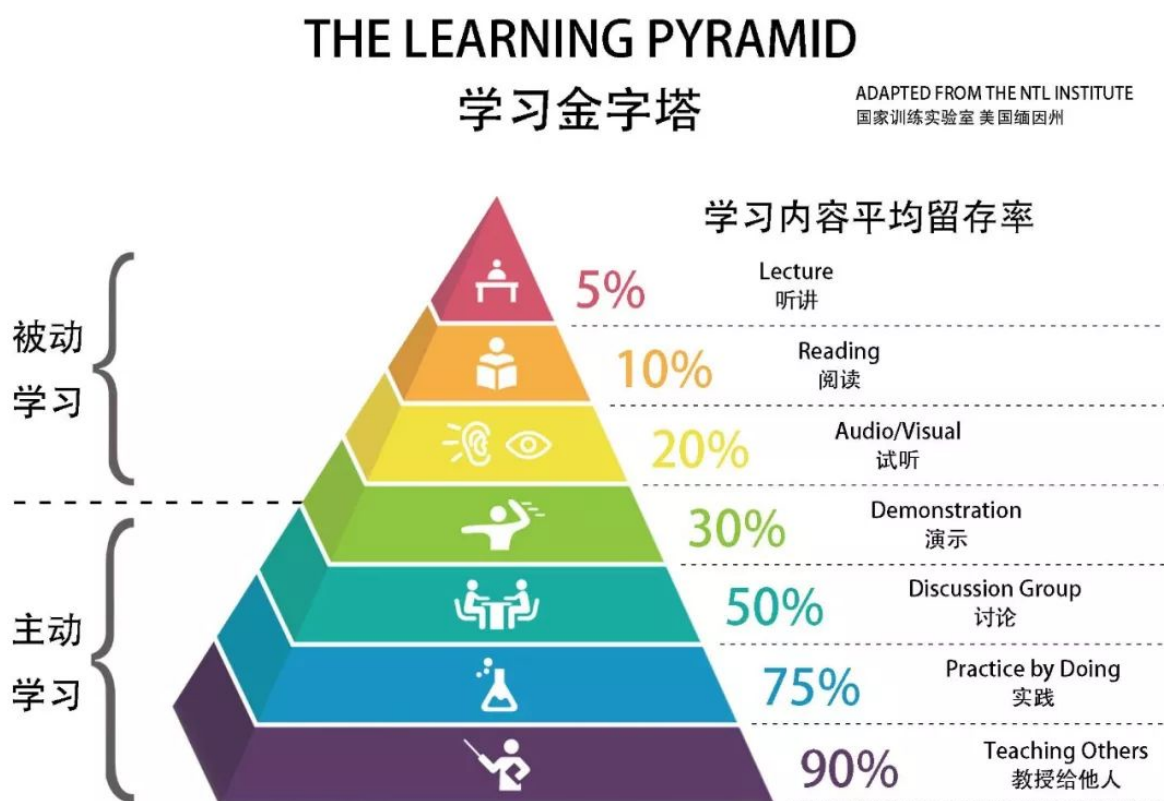 THE LEARNING PYRAMID
学习金字塔
ADAPTED FROM THE NTL INSTITUTE
国家训练实验室 美国缅因州
学习内容平均留存率
被动
学习
5%
Lecture
听讲
10%
Reading
阅读
20%
Audio/Visual
试听
30%
Demonstration
演示
主动
学习
50%
Discussion Group
讨论
75%
Practice by Doing
实践
90%
Teaching Others
教授给他人